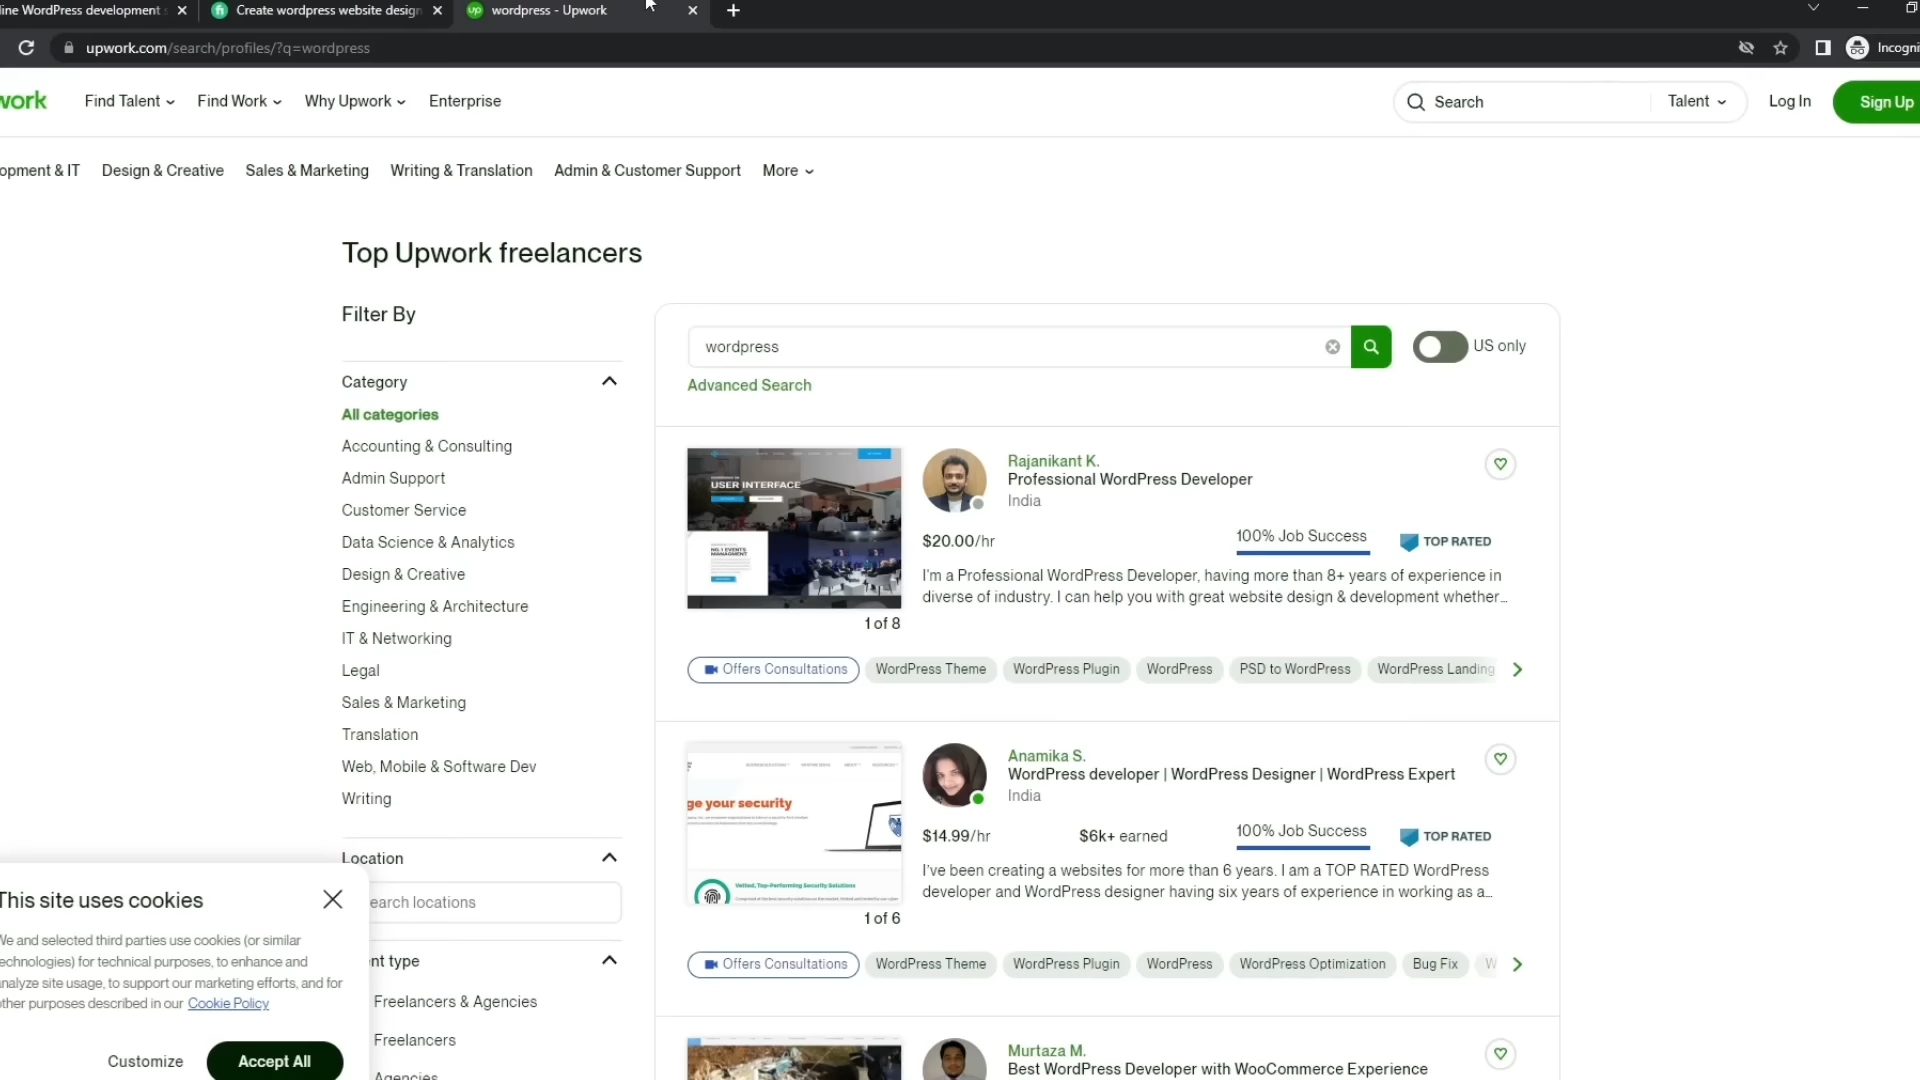 ine WordPress development
Create wordpress website design
wordpress - Upwork
upwork.com/search/profiles/?q=wordpress
Incogni
work
Find Talent
Find Work
Why Upwork
Enterprise
Search
Talent
Log In
Sign Up
opment & IT
Design & Creative
Sales & Marketing
Writing & Translation
Admin & Customer Support
More
Top Upwork freelancers
Filter By
Category
All categories
Accounting & Consulting
Admin Support
Customer Service
Data Science & Analytics
Design & Creative
Engineering & Architecture
IT & Networking
Legal
Sales & Marketing
Translation
Web, Mobile & Software Dev
Writing
Location
earch locations
nt type
Freelancers & Agencies
Freelancers
Agencies
This site uses cookies
We and selected third parties use cookies (or similar
technologies) for technical purposes, to enhance and
analyze site usage, to support our marketing efforts, and for
other purposes described in our Cookie Policy
Customize
Accept All
wordpress
US only
Advanced Search
USER INTERFACE
NO. 1 EVENTS
MANAGMENT
1 of 8
Rajanikant K.
Professional WordPress Developer
India
$20.00/hr
100% Job Success
TOP RATED
I'm a Professional WordPress Developer, having more than 8+ years of experience in
diverse of industry. I can help you with great website design & development whether...
Offers Consultations
WordPress Theme
WordPress Plugin
WordPress
PSD to WordPress
WordPress Landing
ge your security
Vetted, Top-Performing Security Solutions
1 of 6
Anamika S.
WordPress developer | WordPress Designer | WordPress Expert
India
$14.99/hr
$6k+ earned
100% Job Success
TOP RATED
I've been creating a websites for more than 6 years. I am a TOP RATED WordPress
developer and WordPress designer having six years of experience in working as a...
Offers Consultations
WordPress Theme
WordPress Plugin
WordPress
WordPress Optimization
Bug Fix
W
Murtaza M.
Best WordPress Developer with WooCommerce Experience